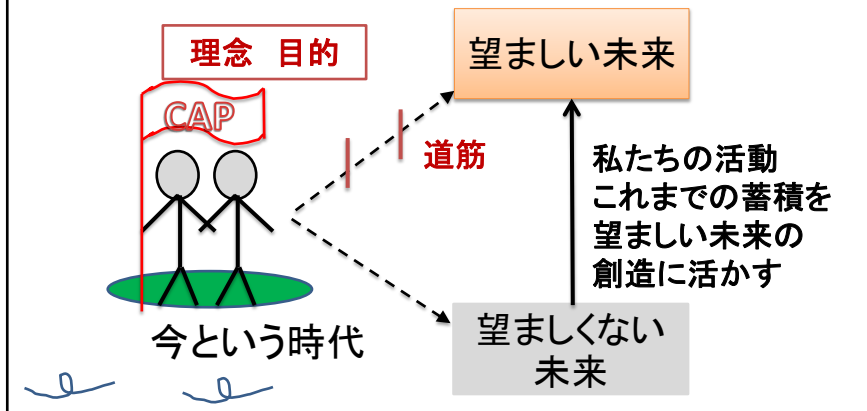 理念　目的
望ましい未来
CAP
道筋
私たちの活動
これまでの蓄積を
望ましい未来の
創造に活かす
今という時代
望ましくない
未来